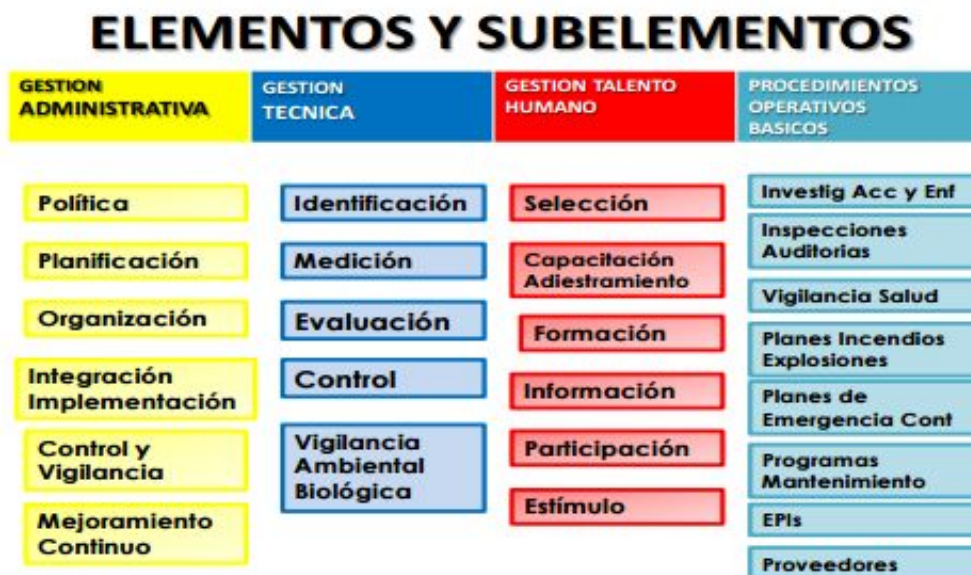 ELEMENTOS Y SUBELEMENTOS
GESTION
ADMINISTRATIVA
Política
Planificación
Organización
Integración
Implementación
Control y
Vigilancia
Mejoramiento
Continuo
GESTION
TECNICA
Identificación
Medición
Evaluación
Control
Vigilancia
Ambiental
Biológica
GESTION TALENTO
HUMANO
Selección
Capacitación
Adiestramiento
Formación
Información
Participación
Estímulo
PROCEDIMIENTOS
OPERATIVOS
BASICOS
Investig Acc y Enf
Inspecciones
Auditorias
Vigilancia Salud
Planes Incendios
Explosiones
Planes de
Emergencia Cont
Programas
Mantenimiento
EPIs
Proveedores